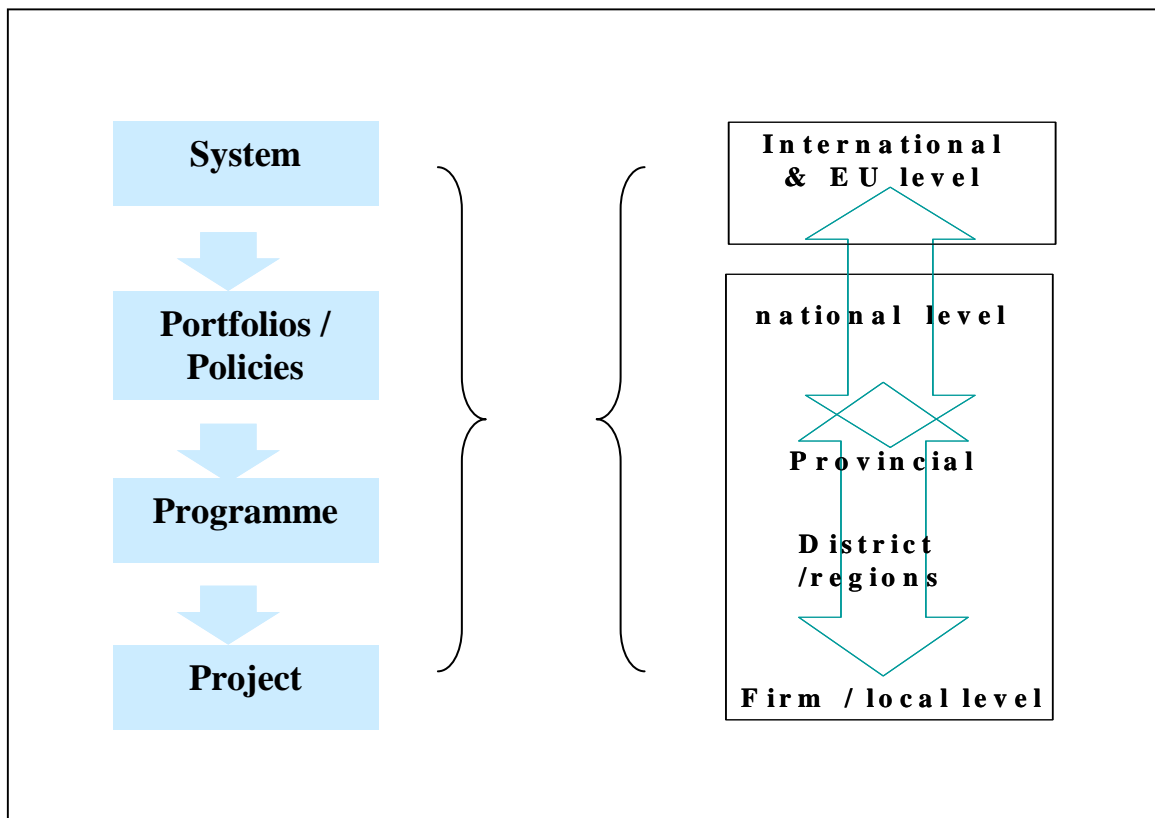 System
Portfolios /
Policies
Programme
Project
International
& EU level
national level
Provincial
District
/regions
Firm / local level